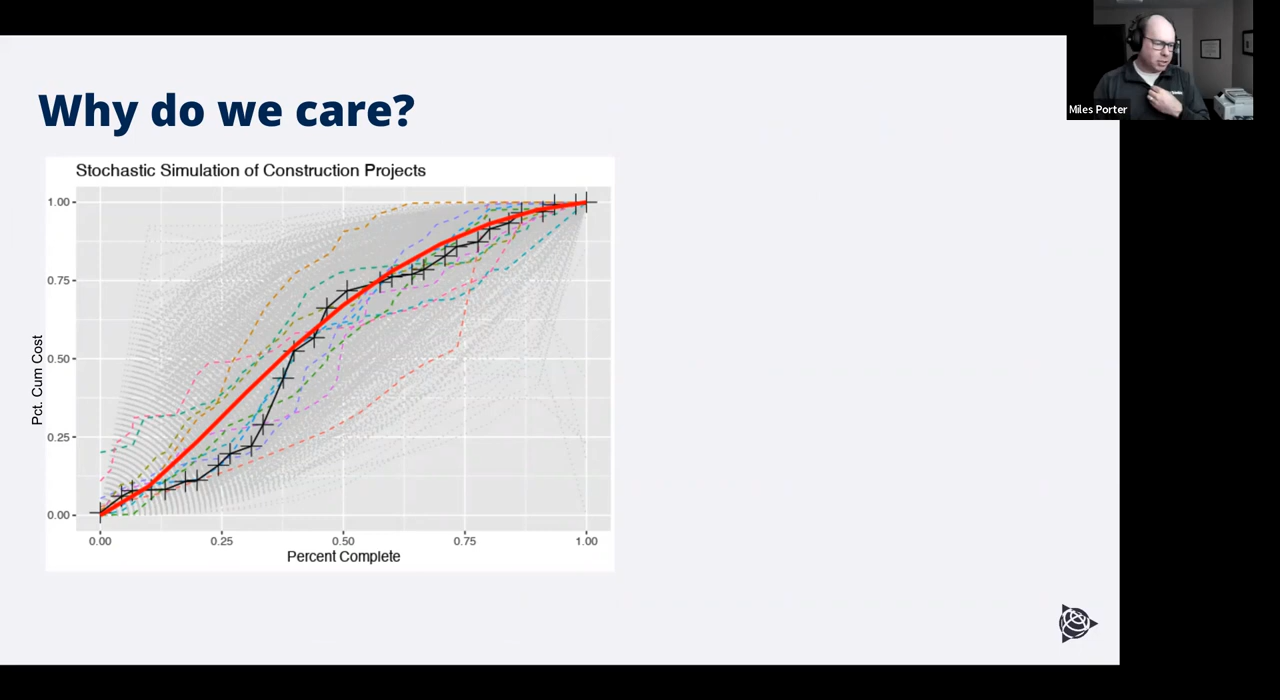 Why do we care?
Miles Porter
Stochastic Simulation of Construction Projects
1.00
0.75
0.50
0.25
0.00
Pct. Cum Cost
0.00 0.25 0.50 0.75 1.00
Percent Complete